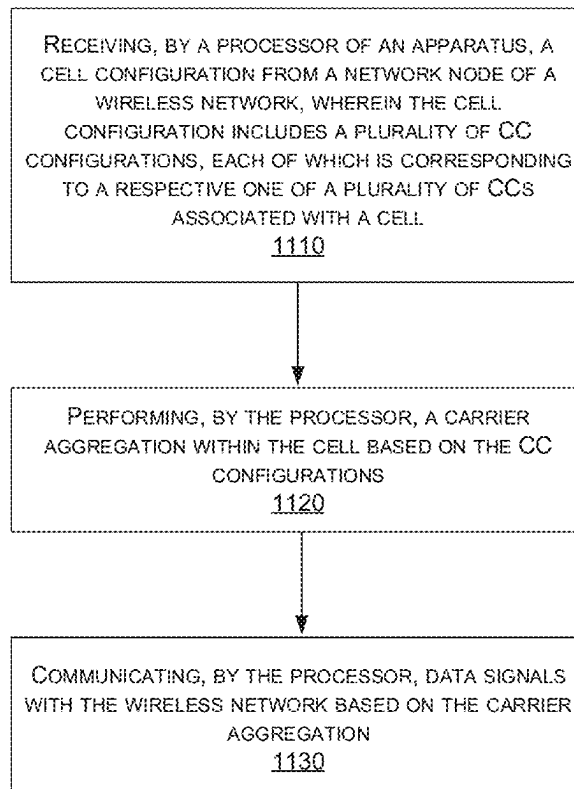 RECEIVING, BY A PROCESSOR OF AN APPARATUS, A
CELL CONFIGURATION FROM A NETWORK NODE OF A
WIRELESS NETWORK, WHEREIN THE CELL
CONFIGURATION INCLUDES A PLURALITY OF CC
CONFIGURATIONS, EACH OF WHICH IS CORRESPONDING
TO A RESPECTIVE ONE OF A PLURALITY OF CCS
ASSOCIATED WITH A CELL
1110
PERFORMING, BY THE PROCESSOR, A CARRIER
AGGREGATION WITHIN THE CELL BASED ON THE CC
CONFIGURATIONS
1120
COMMUNICATING, BY THE PROCESSOR, DATA SIGNALS
WITH THE WIRELESS NETWORK BASED ON THE CARRIER
AGGREGATION
1130